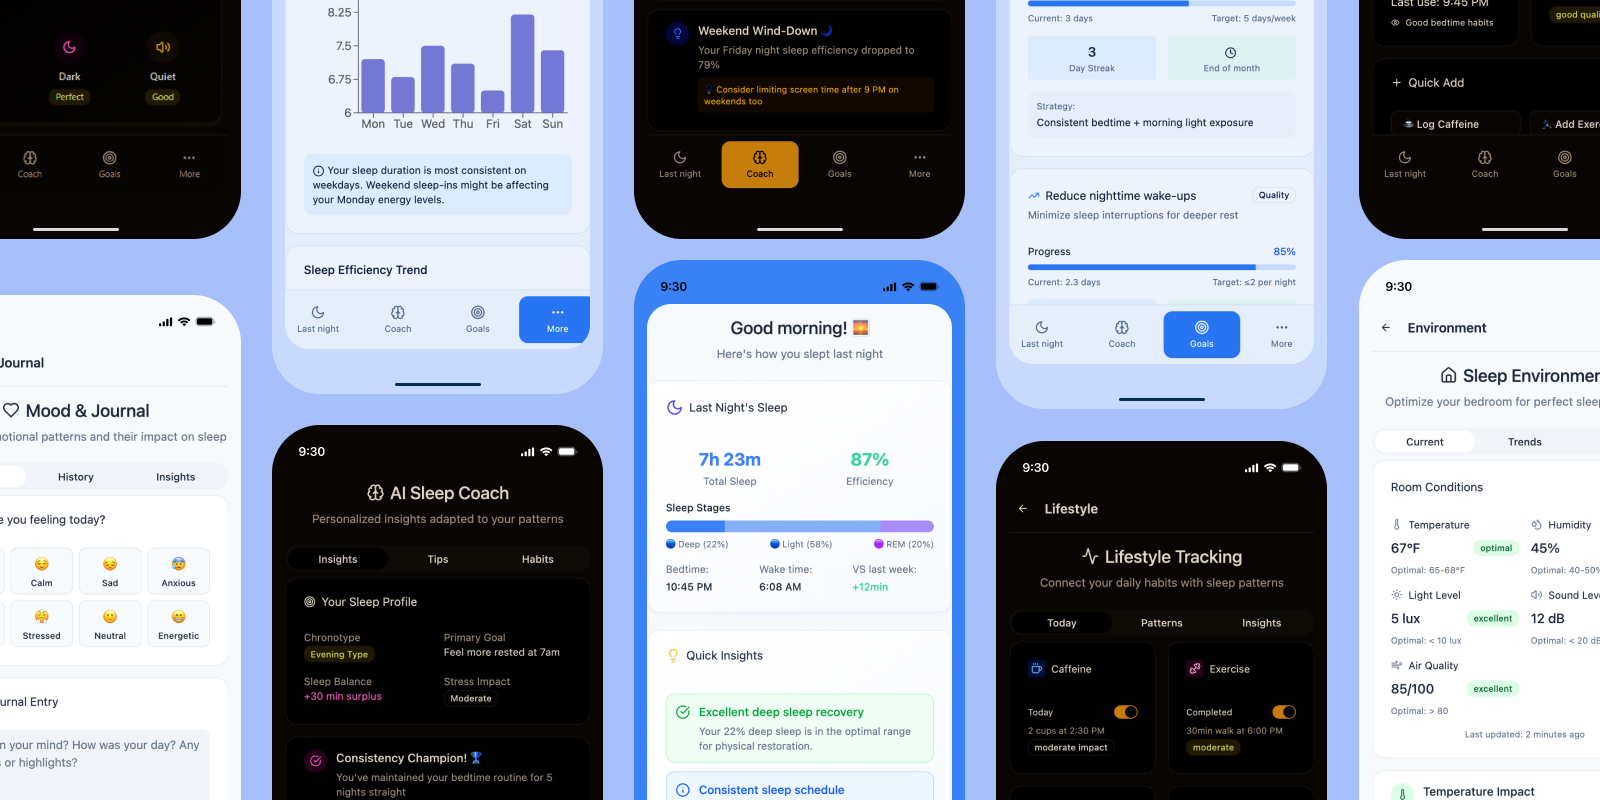 Dark
Perfect
Quiet
Good
Coach
Goals
More
Journal
Mood & Journal
otional patterns and their impact on sleep
History
Insights
you feeling today?
Calm
Sad
Anxious
Stressed
Neutral
Energetic
Entry
your mind? How was your day? Any
or highlights?
8.25
7.5
6.75
6
Mon
Tue
Wed
Thu
Fri
Sat
Sun
Your sleep duration is most consistent on
weekdays. Weekend sleep-ins might be affecting
your Monday energy levels.
Sleep Efficiency Trend
Last night
Coach
Goals
More
9:30
AI Sleep Coach
Personalized insights adapted to your patterns
Insights
Tips
Habits
Your Sleep Profile
Chronotype
Evening Type
Primary Goal
Feel more rested at 7am
Sleep Balance
+30 min surplus
Stress Impact
Moderate
Consistency Champion! 🏆
You've maintained your bedtime routine for 5
nights straight
Weekend Wind-Down 🌙
Your Friday night sleep efficiency dropped to
79%
💡 Consider limiting screen time after 9 PM on
weekends too
Last night
Coach
Goals
More
9:30
Good morning! 🌅
Here's how you slept last night
Last Night's Sleep
7h 23m
Total Sleep
87%
Efficiency
Sleep Stages
Deep (22%)
Light (58%)
REM (20%)
Bedtime:
10:45 PM
Wake time:
6:08 AM
VS last week:
+12min
Quick Insights
Excellent deep sleep recovery
Your 22% deep sleep is in the optimal range
for physical restoration.
Consistent sleep schedule
Current: 3 days
Target: 5 days/week
3
Day Streak
End of month
Strategy:
Consistent bedtime + morning light exposure
Reduce nighttime wake-ups
Quality
Minimize sleep interruptions for deeper rest
Progress
85%
Current: 2.3 days
Target: ≤2 per night
Last night
Coach
Goals
More
9:30
Lifestyle
Lifestyle Tracking
Connect your daily habits with sleep patterns
Today
Patterns
Insights
Caffeine
Today
2 cups at 2:30 PM
moderate impact
Exercise
Completed
30min walk at 6:00 PM
moderate
Last use: 9:45 PM
Good bedtime habits
good quali
+ Quick Add
Log Caffeine
Add Exer
Last night
Coach
Goals
9:30
Environment
Sleep Environmen
Optimize your bedroom for perfect slee
Current
Trends
Room Conditions
Temperature
67°F
optimal
Optimal: 65-68°F
Humidity
45%
Optimal: 40-50%
Light Level
5 lux
excellent
Optimal: < 10 lux
Sound Leve
12 dB
Optimal: < 20 dB
Air Quality
85/100
excellent
Optimal: > 80
Last updated: 2 minutes ago
Temperature Impact